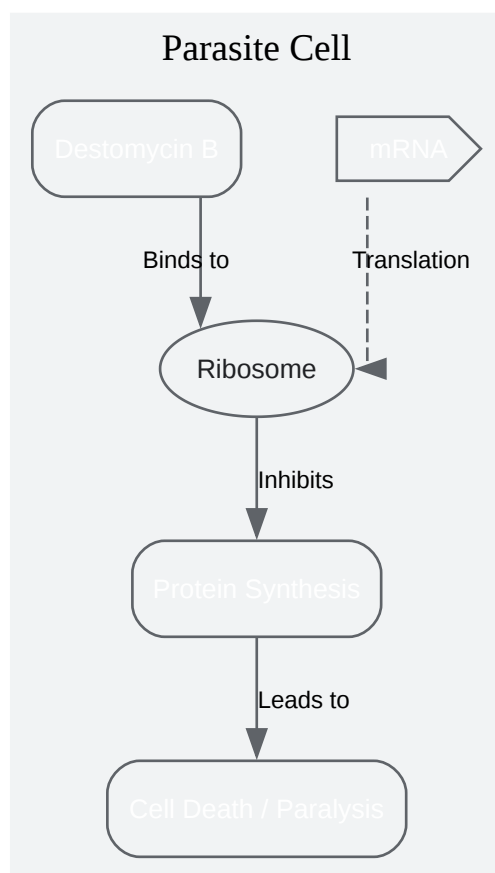 Parasite Cell
Destomycin B
mRNA
Binds to
Translation
Ribosome
Inhibits
Protein Synthesis
Leads to
Cell Death / Paralysis